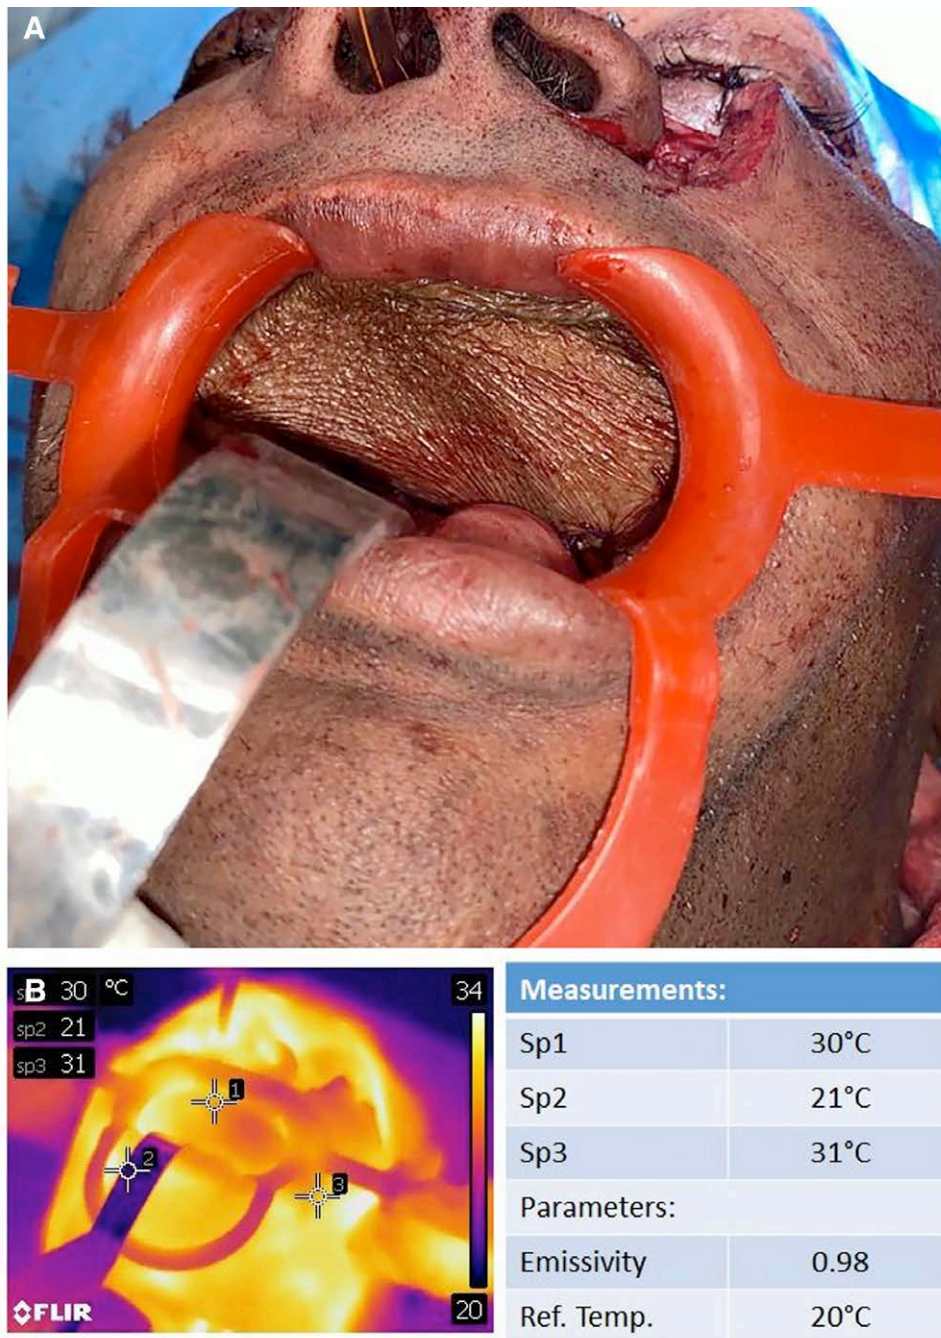 A
B
s 30 °C
sp2 21
sp3 31
34
1
2
3
20
FLIR
Measurements:
Sp1 30°C
Sp2 21°C
Sp3 31°C
Parameters:
Emissivity 0.98
Ref. Temp. 20°C